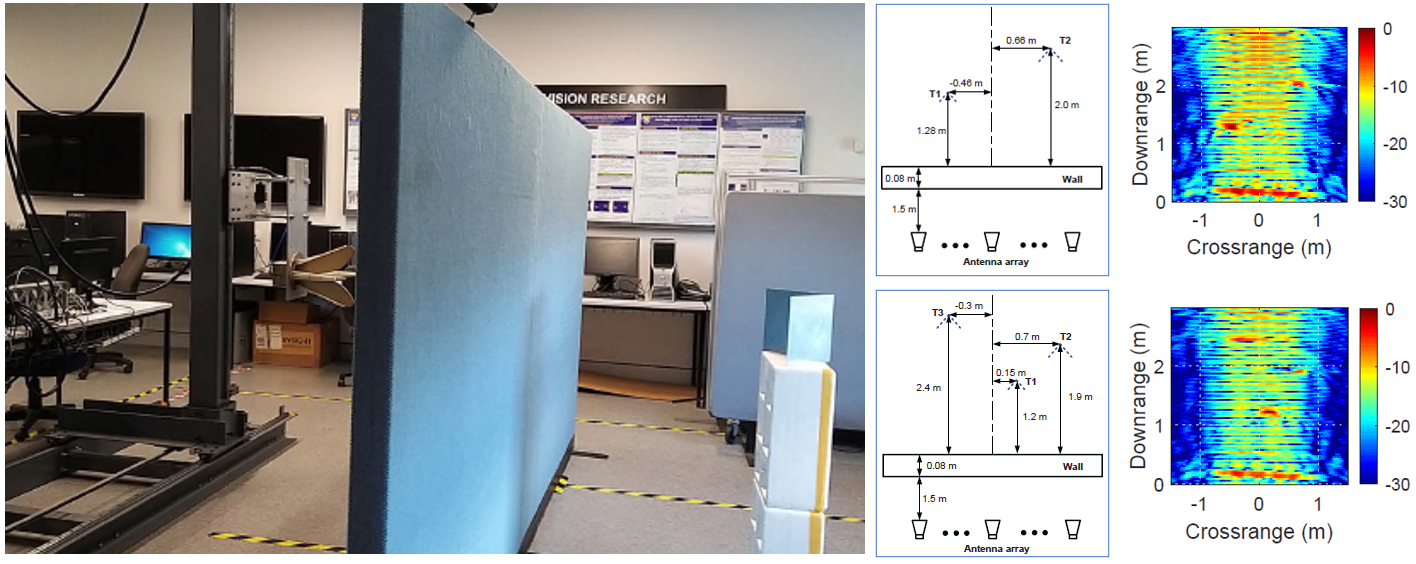 VISION RESEARCH
0.66 m
T2
-0.46 m
T1
2.0 m
1.28 m
0.08 m
Wall
1.5 m
Antenna array
Downrange (m)
2
1
0
-1
0
1
Crossrange (m)
0
-10
-20
-30
-0.3 m
T3
0.7 m
T2
0.15 m
T1
2.4 m
1.9 m
1.2 m
0.08 m
Wall
1.5 m
Antenna array
Downrange (m)
2
1
0
-1
0
1
Crossrange (m)
0
-10
-20
-30